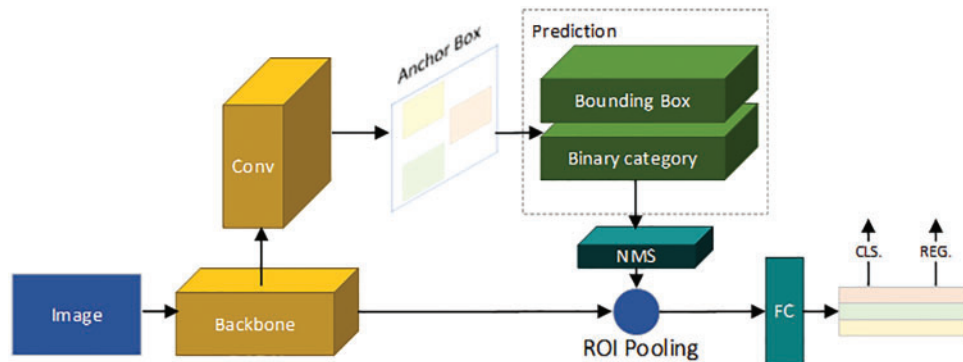 Prediction
Anchor Box
Bounding Box
Binary category
Conv
NMS
CLS.
REG.
Image
Backbone
FC
ROI Pooling